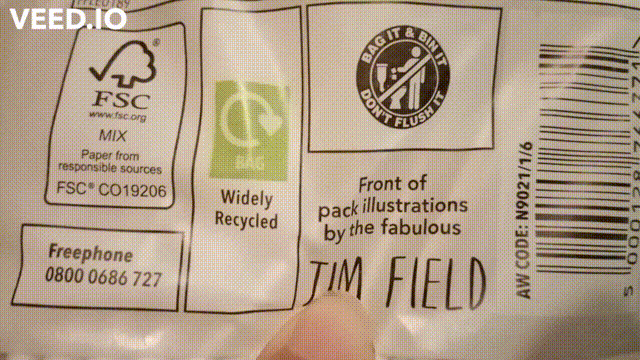 VEED.IO
FSC®
www.fsc.org
MIX
Paper from
responsible sources
FSC® CO19206
BAG
Widely
Recycled
BAG IT & BIN IT
DON'T FLUSH IT
Front of
pack illustrations
by the fabulous
JIM FIELD
Freephone
0800 0686 727
AW CODE: N9021/1/6